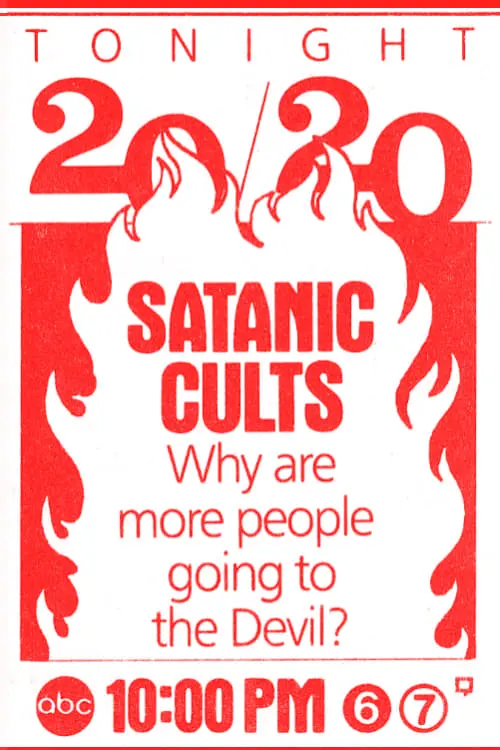 TONIGHT
20/20
SATANIC
CULTS
Why are
more people
going to
the Devil?
abc 10:00 PM 6 7